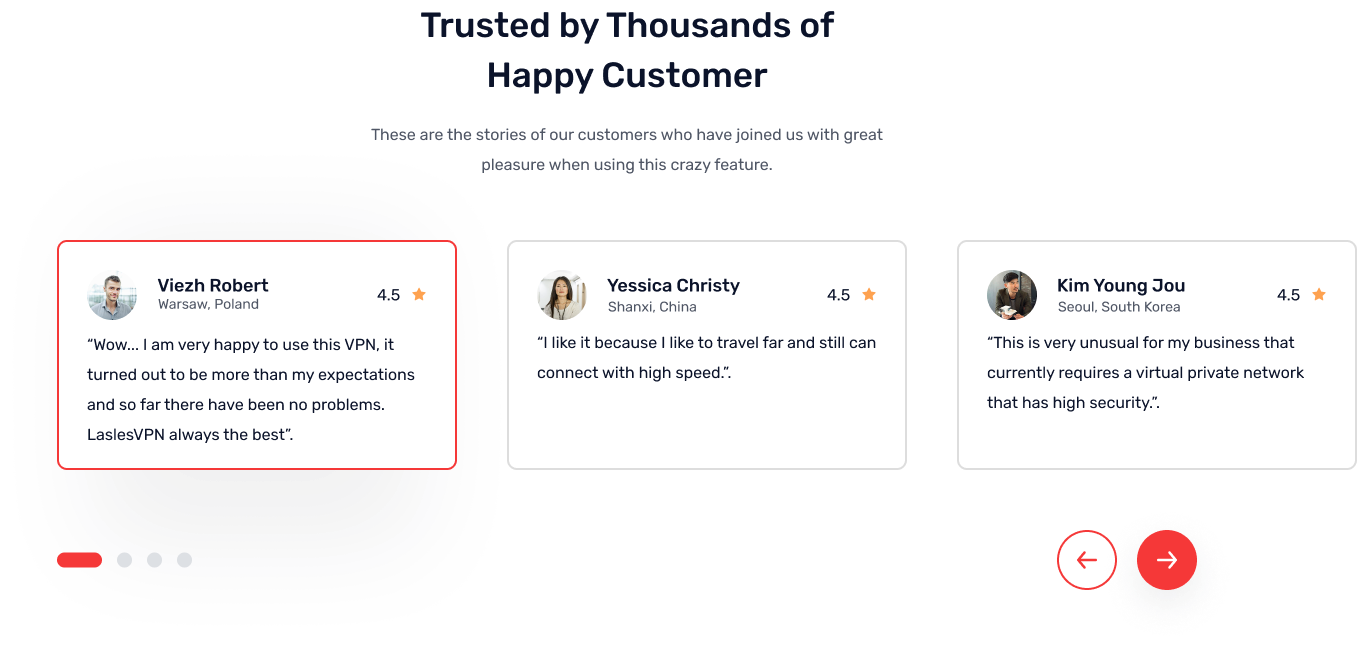 Trusted by Thousands of
Happy Customer
These are the stories of our customers who have joined us with great
pleasure when using this crazy feature.
Viezh Robert
Warsaw, Poland
4.5
“Wow... I am very happy to use this VPN, it
turned out to be more than my expectations
and so far there have been no problems.
LaslesVPN always the best”.
Yessica Christy
Shanxi, China
4.5
“I like it because I like to travel far and still can
connect with high speed.”.
Kim Young Jou
Seoul, South Korea
4.5
“This is very unusual for my business that
currently requires a virtual private network
that has high security.”.